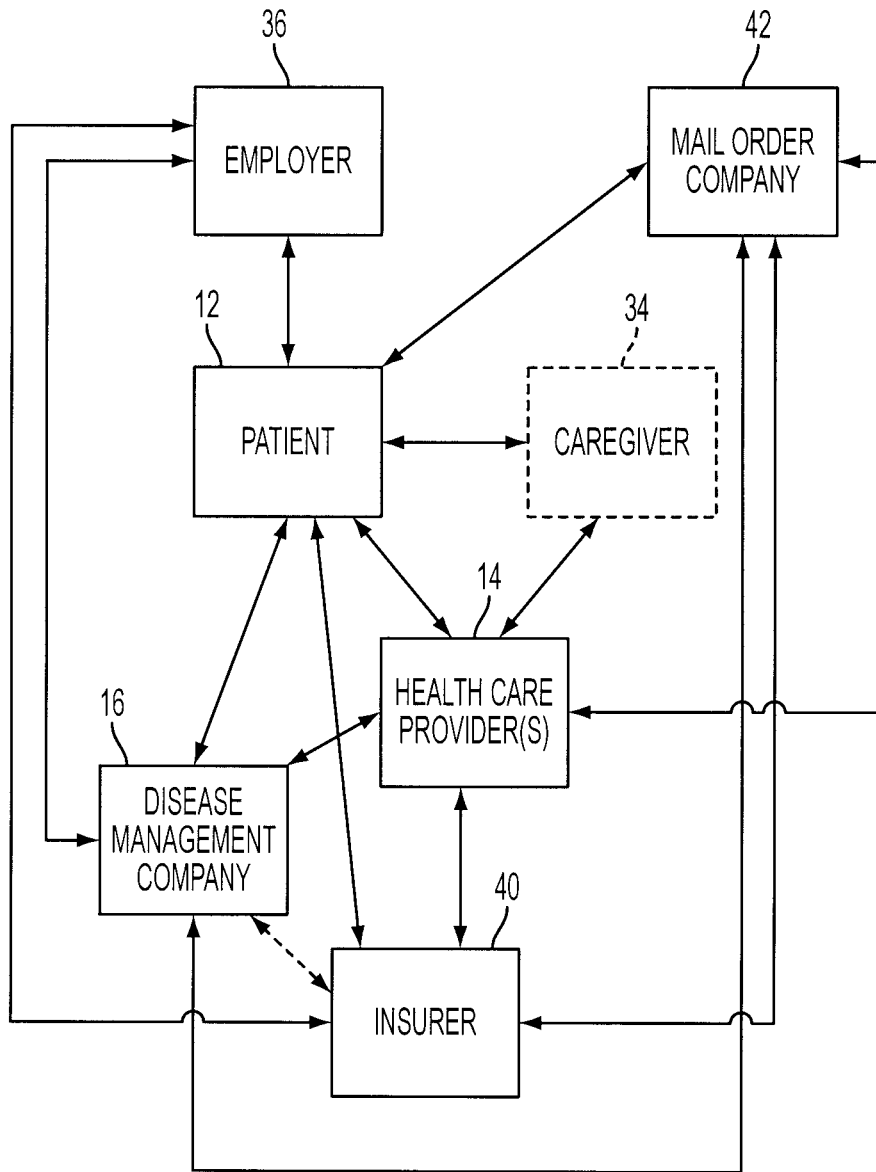 36
EMPLOYER
42
MAIL ORDER
COMPANY
12
PATIENT
34
CAREGIVER
14
HEALTH CARE
PROVIDER(S)
16
DISEASE
MANAGEMENT
COMPANY
40
INSURER